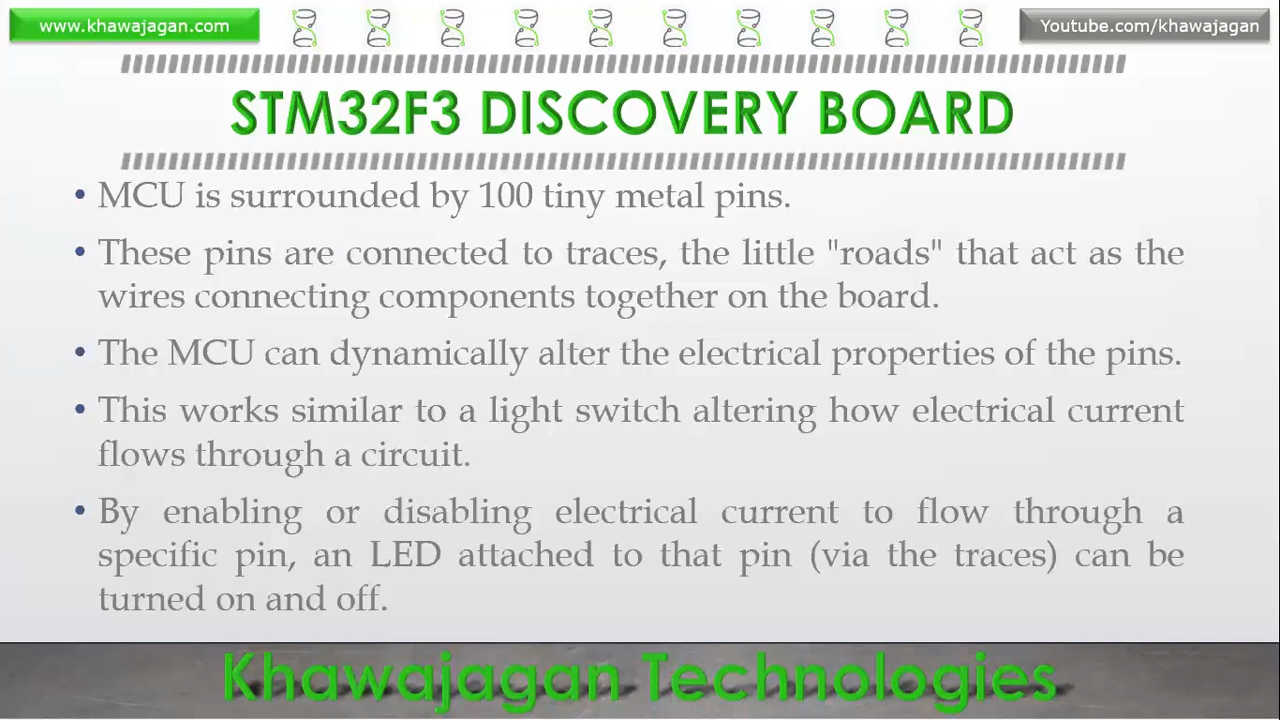 www.khawajagan.com
Youtube.com/khawajagan
STM32F3 DISCOVERY BOARD
• MCU is surrounded by 100 tiny metal pins.
• These pins are connected to traces, the little "roads" that act as the
wires connecting components together on the board.
• The MCU can dynamically alter the electrical properties of the pins.
• This works similar to a light switch altering how electrical current
flows through a circuit.
• By enabling or disabling electrical current to flow through a
specific pin, an LED attached to that pin (via the traces) can be
turned on and off.
Khawajagan Technologies